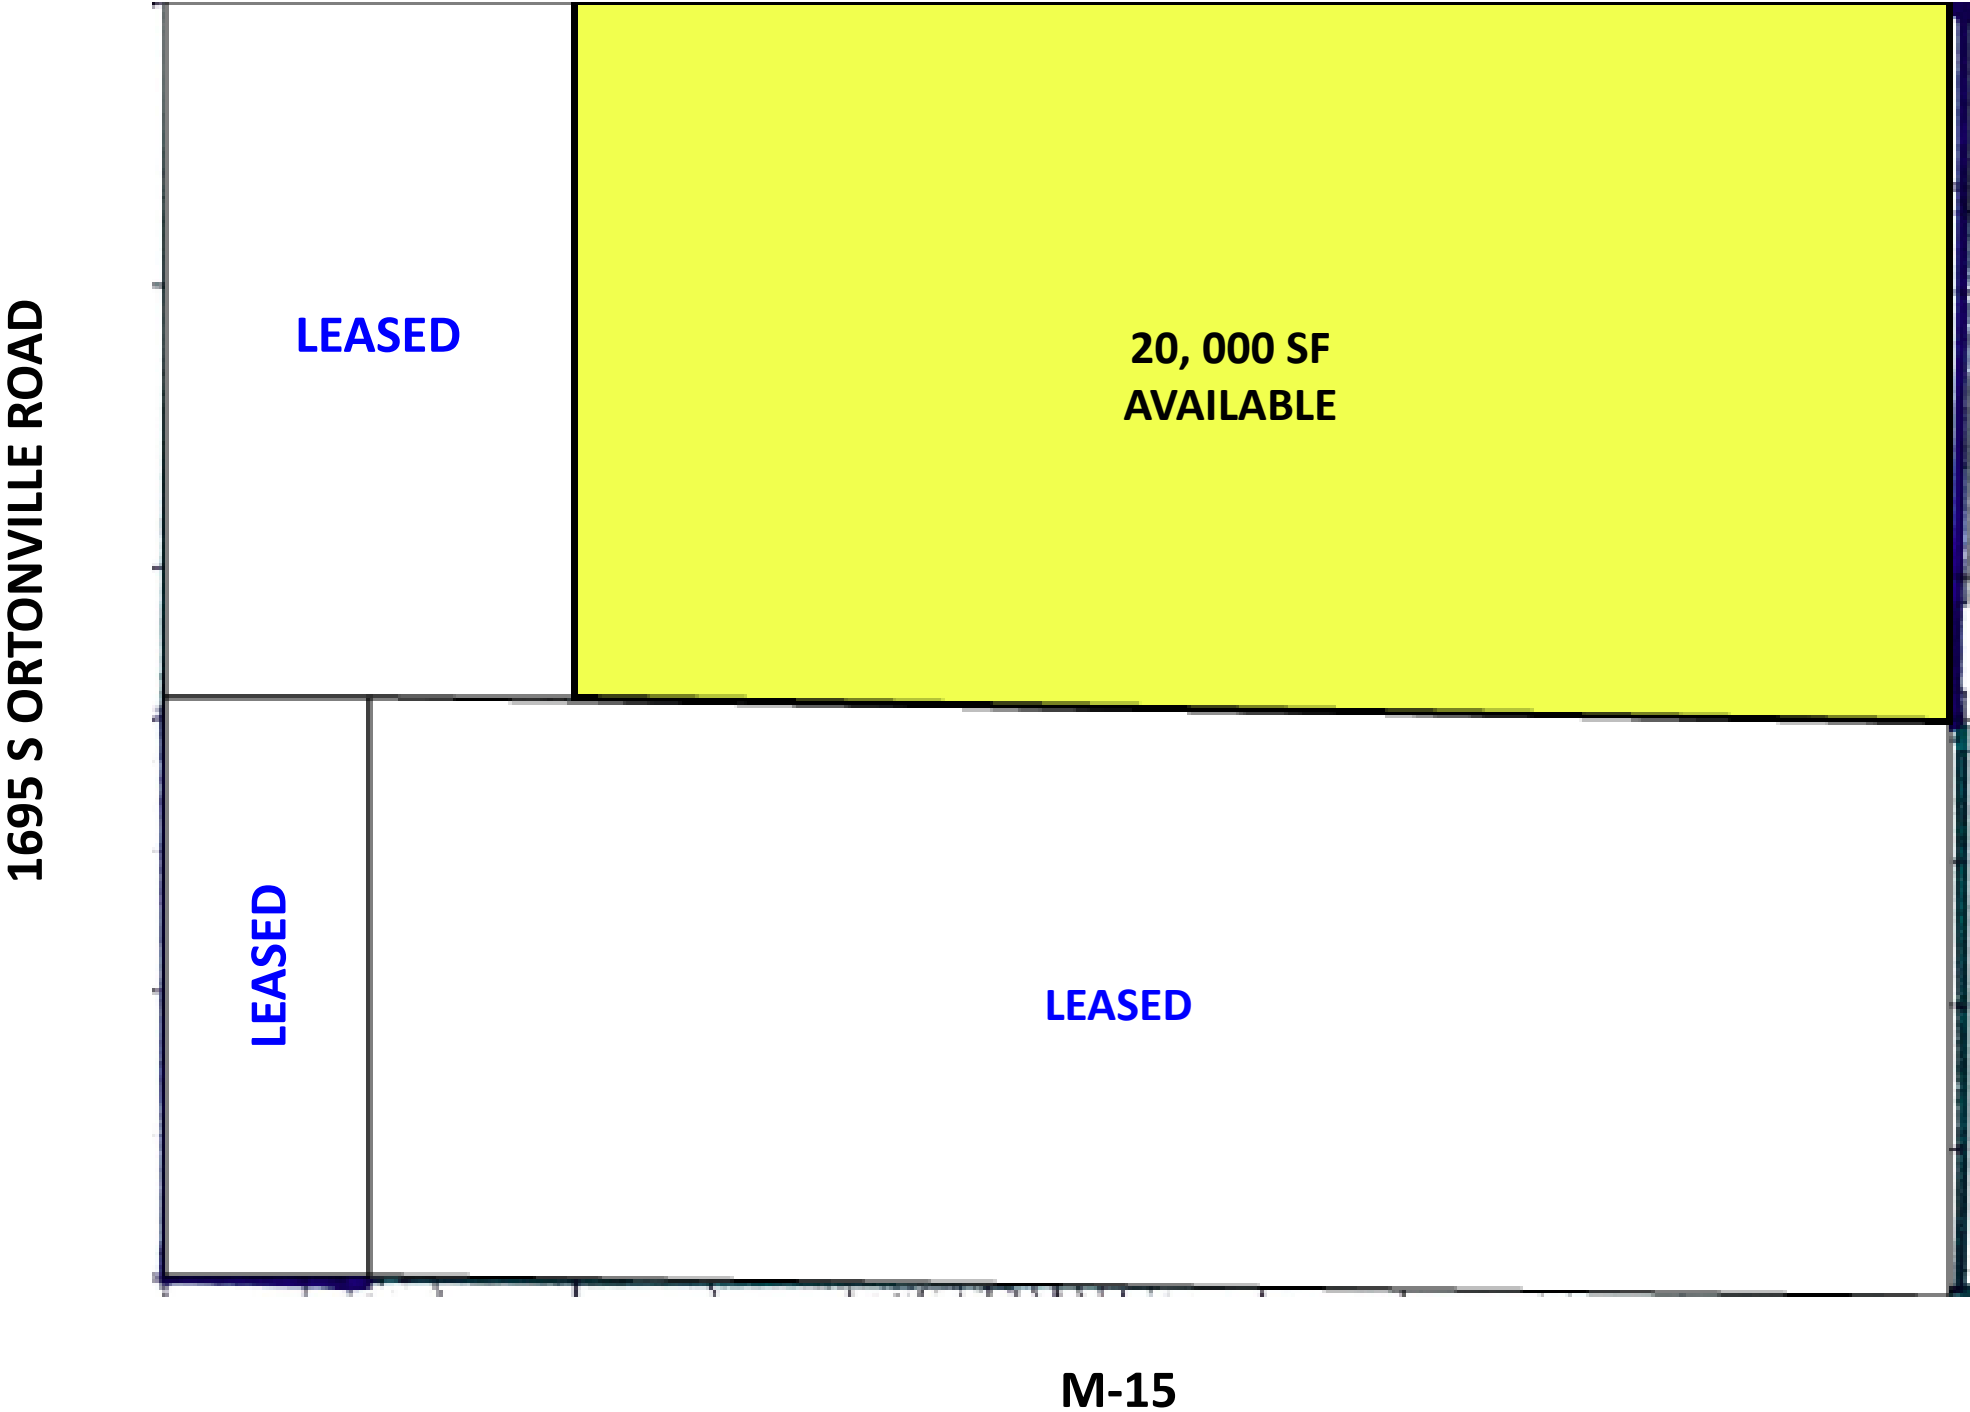 1695 S ORTONVILLE ROAD
LEASED
20, 000 SF
AVAILABLE
LEASED
LEASED
M-15